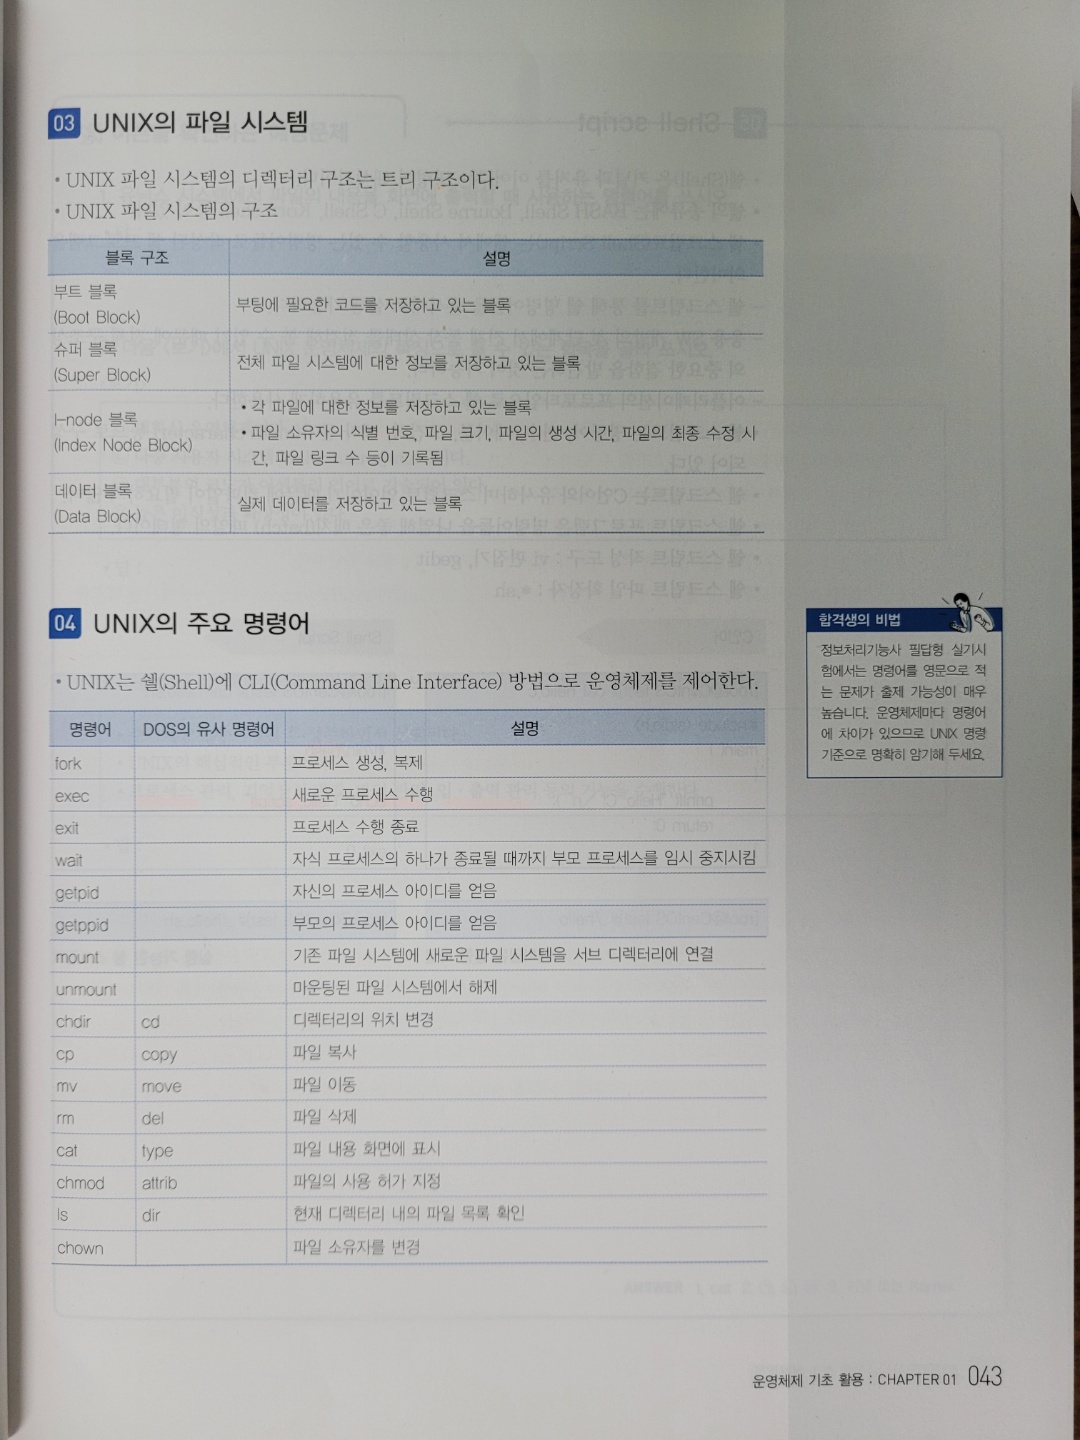 03 UNIX의 파일 시스템
• UNIX 파일 시스템의 디렉터리 구조는 트리 구조이다.
• UNIX 파일 시스템의 구조
블록 구조 설명
부트 블록
(Boot Block)
부팅에 필요한 코드를 저장하고 있는 블록
슈퍼 블록
(Super Block)
전체 파일 시스템에 대한 정보를 저장하고 있는 블록
I-node 블록
(Index Node Block)
• 각 파일에 대한 정보를 저장하고 있는 블록
• 파일 소유자의 식별 번호, 파일 크기, 파일의 생성 시간, 파일의 최종 수정 시
간, 파일 링크 수 등이 기록됨
데이터 블록
(Data Block)
실제 데이터를 저장하고 있는 블록
04 UNIX의 주요 명령어
• UNIX는 쉘(Shell)에 CLI(Command Line Interface) 방법으로 운영체제를 제어한다.
명령어 DOS의 유사 명령어 설명
fork 프로세스 생성, 복제
exec 새로운 프로세스 수행
exit 프로세스 수행 종료
wait 자식 프로세스의 하나가 종료될 때까지 부모 프로세스를 임시 중지시킴
getpid 자신의 프로세스 아이디를 얻음
getppid 부모의 프로세스 아이디를 얻음
mount 기존 파일 시스템에 새로운 파일 시스템을 서브 디렉터리에 연결
unmount 마운팅된 파일 시스템에서 해제
chdir cd 디렉터리의 위치 변경
cp copy 파일 복사
mv move 파일 이동
rm del 파일 삭제
cat type 파일 내용 화면에 표시
chmod attrib 파일의 사용 허가 지정
ls dir 현재 디렉터리 내의 파일 목록 확인
chown 파일 소유자를 변경
합격생의 비법
정보처리기능사 필답형 실기시
험에서는 명령어를 영문으로 적
는 문제가 출제 가능성이 매우
높습니다. 운영체제마다 명령어
에 차이가 있으므로 UNIX 명령
기준으로 명확히 암기해 두세요.
운영체제 기초 활용 : CHAPTER 01 043